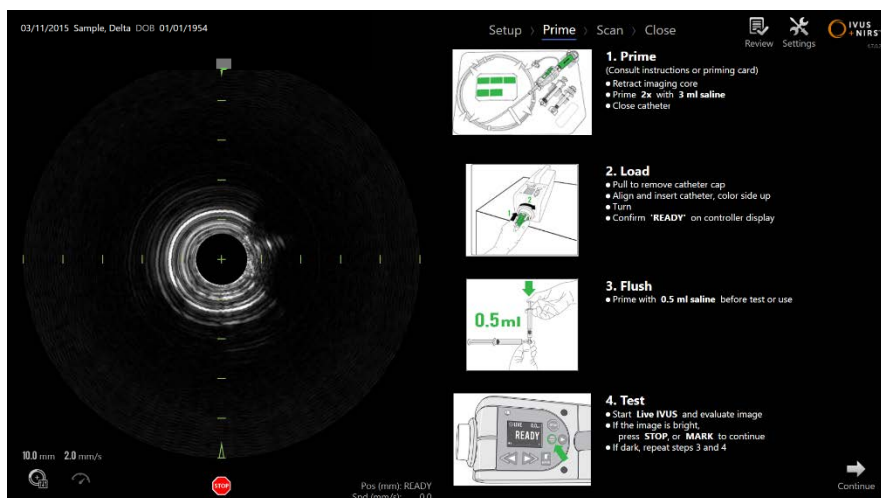 03/11/2015 Sample, Delta DOB 01/01/1954
Setup > Prime > Scan > Close
Review
Settings
IVUS
+NIRS
1. Prime
(Consult instructions or priming card)
• Retract imaging core
• Prime 2x with 3 ml saline
• Close catheter
2. Load
• Pull to remove catheter cap
• Align and insert catheter, color side up
• Turn
• Confirm 'READY' on controller display
1
2
3. Flush
• Prime with 0.5 ml saline before test or use
0.5ml
4. Test
• Start Live IVUS and evaluate image
• If the image is bright,
press STOP, or MARK to continue
• If dark, repeat steps 3 and 4
LIVE
READY
10.0 mm 2.0 mm/s
STOP
Pos (mm): READY
Spd (mm/s): 0.0
Continue